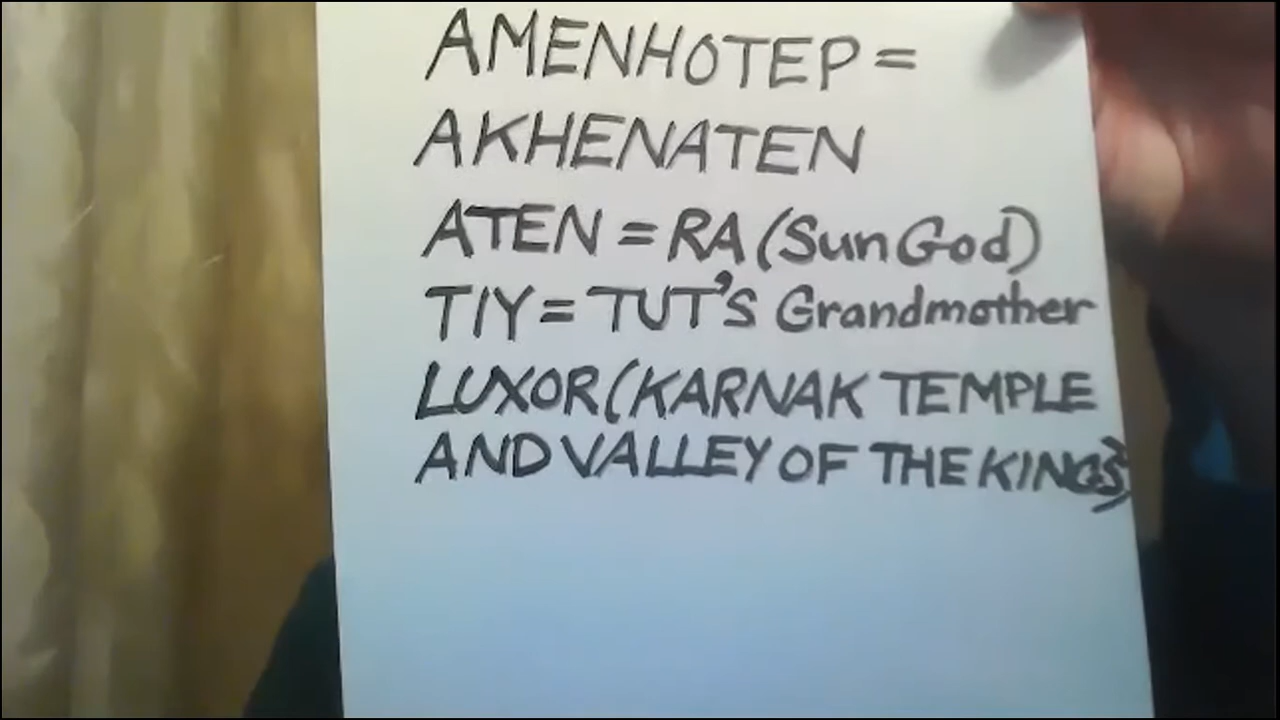 AMENHOTEP =
AKHENATEN
ATEN = RA (Sun God)
TIY = TUT'S Grandmother
LUXOR (KARNAK TEMPLE
AND VALLEY OF THE KINGS)